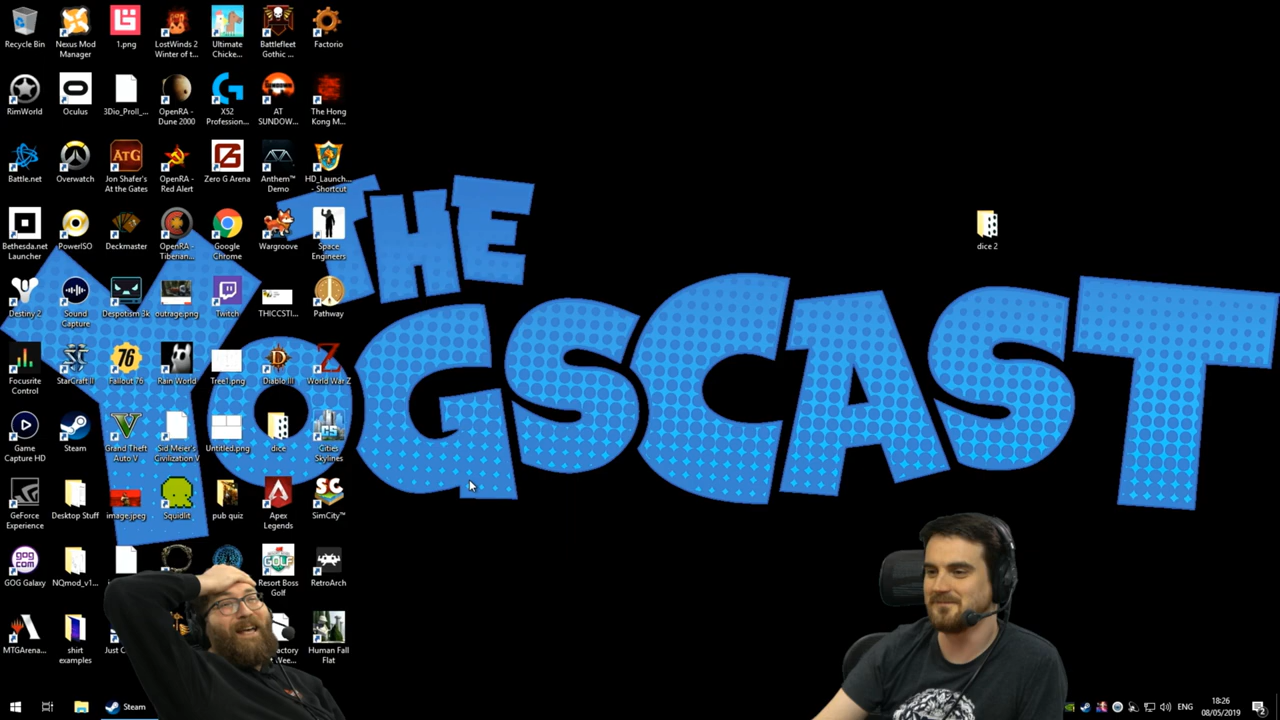 Recycle Bin
Nexus Mod
Manager
1.png
LostWinds 2
Winter of t...
Ultimate
Chicke...
Battlefleet
Gothic ...
Factorio
RimWorld
Oculus
3Dio_Proll_...
OpenRA -
Dune 2000
X52
Profession...
AT
SUNDOW...
The Hong
Kong M...
Battle.net
Overwatch
Jon Shafer's
At the Gates
OpenRA -
Red Alert
Zero G Arena
Anthem™
Demo
HD_Launch...
- Shortcut
Bethesda.net
Launcher
PowerISO
Deckmaster
OpenRA -
Tiberian...
Google
Chrome
Wargroove
Space
Engineers
dice 2
Destiny 2
Sound
Capture
Despotism 3k
outrage.png
Twitch
THICCSTI...
Pathway
Focusrite
Control
StarCraft II
Fallout 76
Rain World
Tree1.png
Diablo III
World War Z
Game
Capture HD
Steam
Grand Theft
Auto V
Sid Meier's
Civilization V
Untitled.png
dice
Cities
Skylines
GeForce
Experience
Desktop Stuff
image.jpeg
Squidlit
pub quiz
Apex
Legends
SimCity™
GOG Galaxy
NQmod_v1...
Resort Boss
Golf
RetroArch
MTGArena...
shirt
examples
Just C
Human Fall
Flat
THE
YOGSCAST
Steam
ENG
18:26
08/05/2019
2